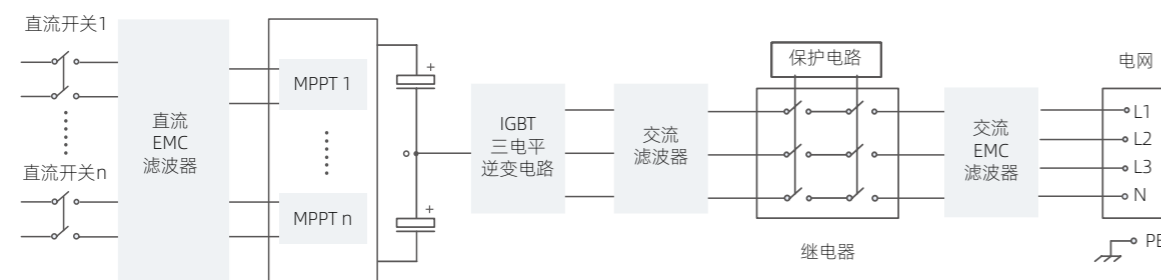 直流开关1
直流开关n
直流
EMC
滤波器
MPPT 1
MPPT n
+
+
IGBT
三电平
逆变电路
交流
滤波器
保护电路
继电器
交流
EMC
滤波器
电网
L1
L2
L3
N